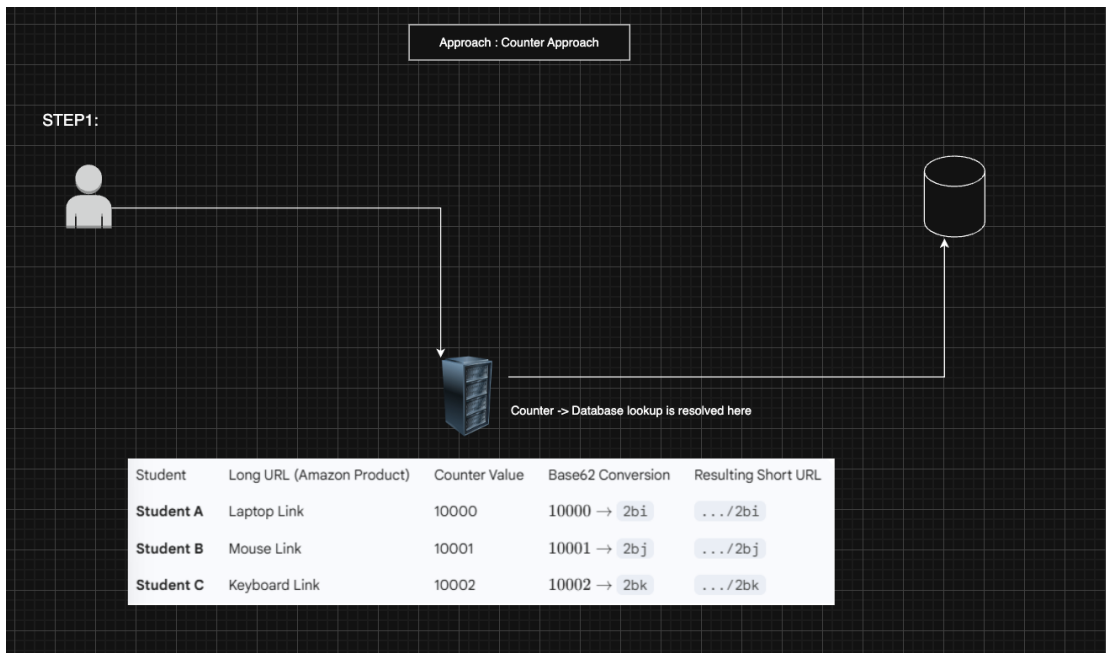 Approach : Counter Approach
STEP1:
Counter -> Database lookup is resolved here
Student Long URL (Amazon Product) Counter Value Base62 Conversion Resulting Short URL
Student A Laptop Link 10000 10000 → 2bi .../2bi
Student B Mouse Link 10001 10001 → 2bj .../2bj
Student C Keyboard Link 10002 10002 → 2bk .../2bk